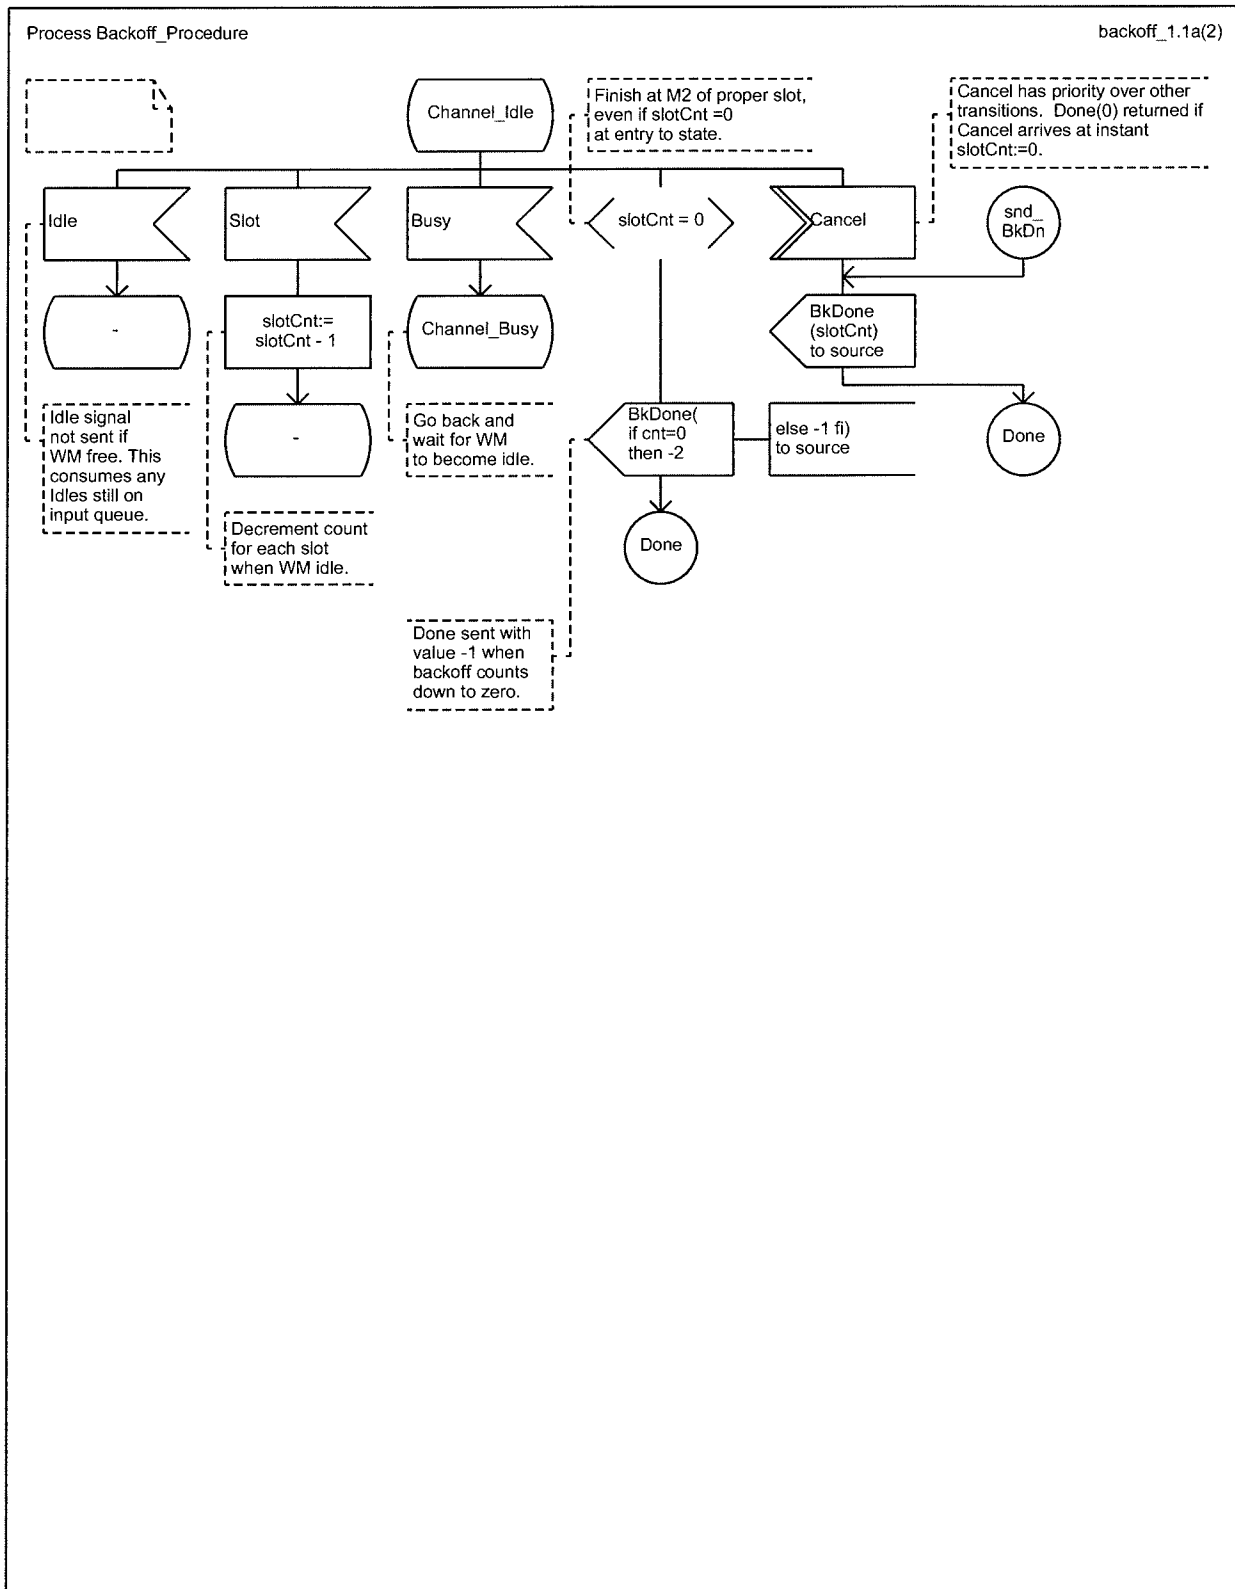 Process Backoff_Procedure
backoff_1.1a(2)
Channel_Idle
Finish at M2 of proper slot,
even if slotCnt =0
at entry to state.
Cancel has priority over other
transitions. Done(0) returned if
Cancel arrives at instant
slotCnt:=0.
Idle
Slot
Busy
slotCnt = 0
Cancel
snd_
BkDn
-
slotCnt:=
slotCnt - 1
Channel_Busy
BkDone
(slotCnt)
to source
Idle signal
not sent if
WM free. This
consumes any
Idles still on
input queue.
-
Go back and
wait for WM
to become idle.
BkDone(
if cnt=0
then -2
else -1 fi)
to source
Done
Decrement count
for each slot
when WM idle.
Done
Done sent with
value -1 when
backoff counts
down to zero.